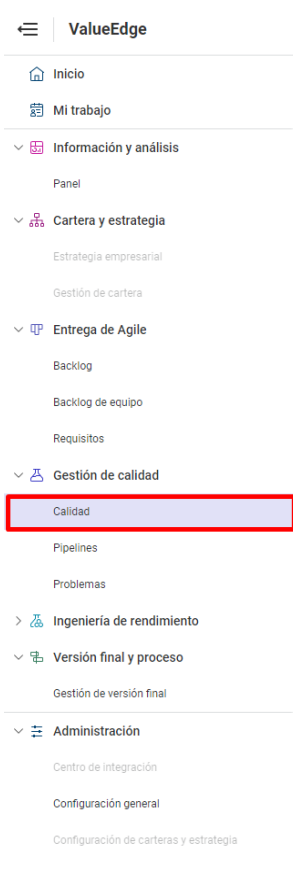 ValueEdge
Inicio
Mi trabajo
Información y análisis
Panel
Cartera y estrategia
Estrategia empresarial
Gestión de cartera
Entrega de Agile
Backlog
Backlog de equipo
Requisitos
Gestión de calidad
Calidad
Pipelines
Problemas
Ingeniería de rendimiento
Versión final y proceso
Gestión de versión final
Administración
Centro de integración
Configuración general
Configuración de carteras y estrategia